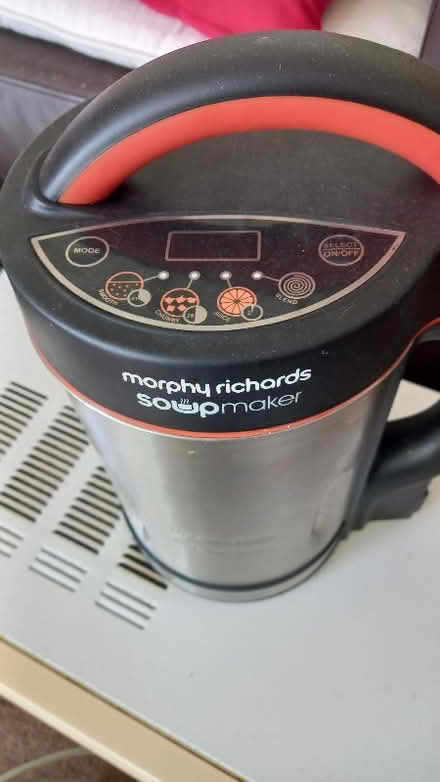 MODE
SELECT
ON/OFF
SMOOTH
CHUNKY
JUICE
BLEND
morphy richards
soupmaker